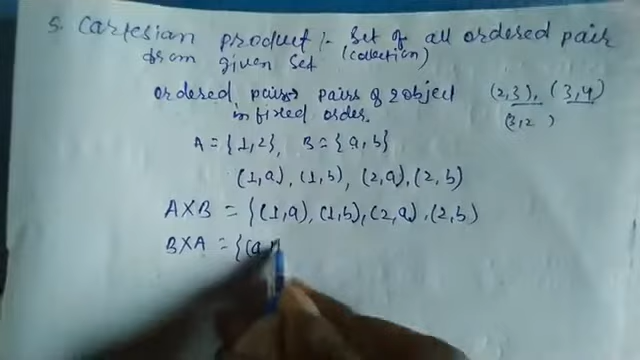 5. Cartesian product :- Set of all ordered pair
from given set (collection)
ordered pairs pairs of 2 object
in fixed order.
(2,3), (3,4)
(3,2 )
A = {1,2}, B = {a,b}
(1,a), (1,b), (2,a), (2,b)
A×B = {(1,a), (1,b), (2,a), (2,b)
B×A = {(a,